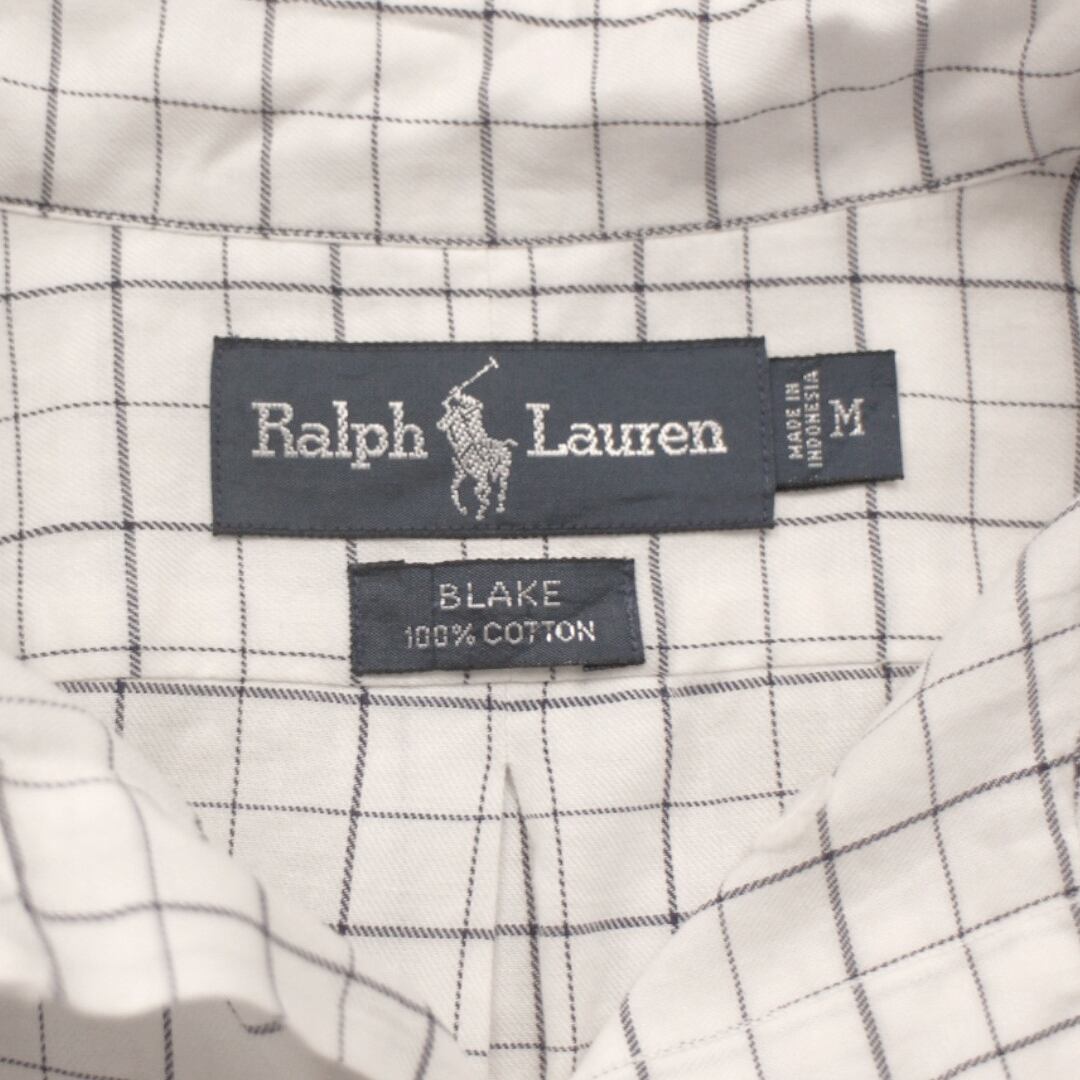 Ralph Lauren
MADE IN
INDONESIA
M
BLAKE
100% COTTON